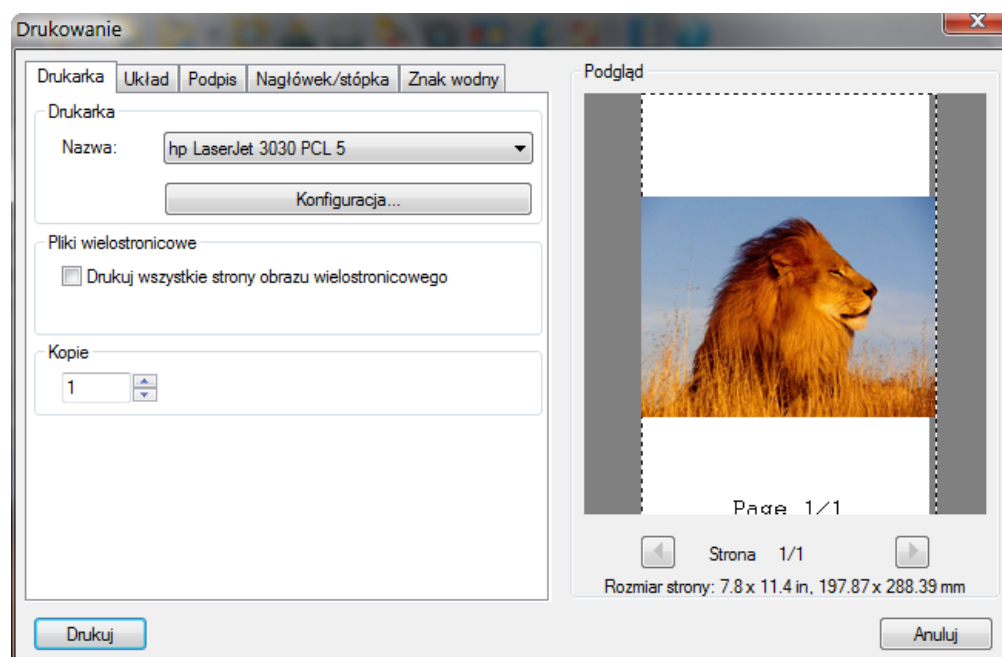 Drukowanie
Drukarka Układ Podpis Nagłówek/stópka Znak wodny
Drukarka
Nazwa: hp LaserJet 3030 PCL 5
Konfiguracja...
Pliki wielostronicowe
Drukuj wszystkie strony obrazu wielostronicowego
Kopie
1
Podgląd
Page 1/1
Strona 1/1
Rozmiar strony: 7.8 x 11.4 in, 197.87 x 288.39 mm
Drukuj
Anuluj